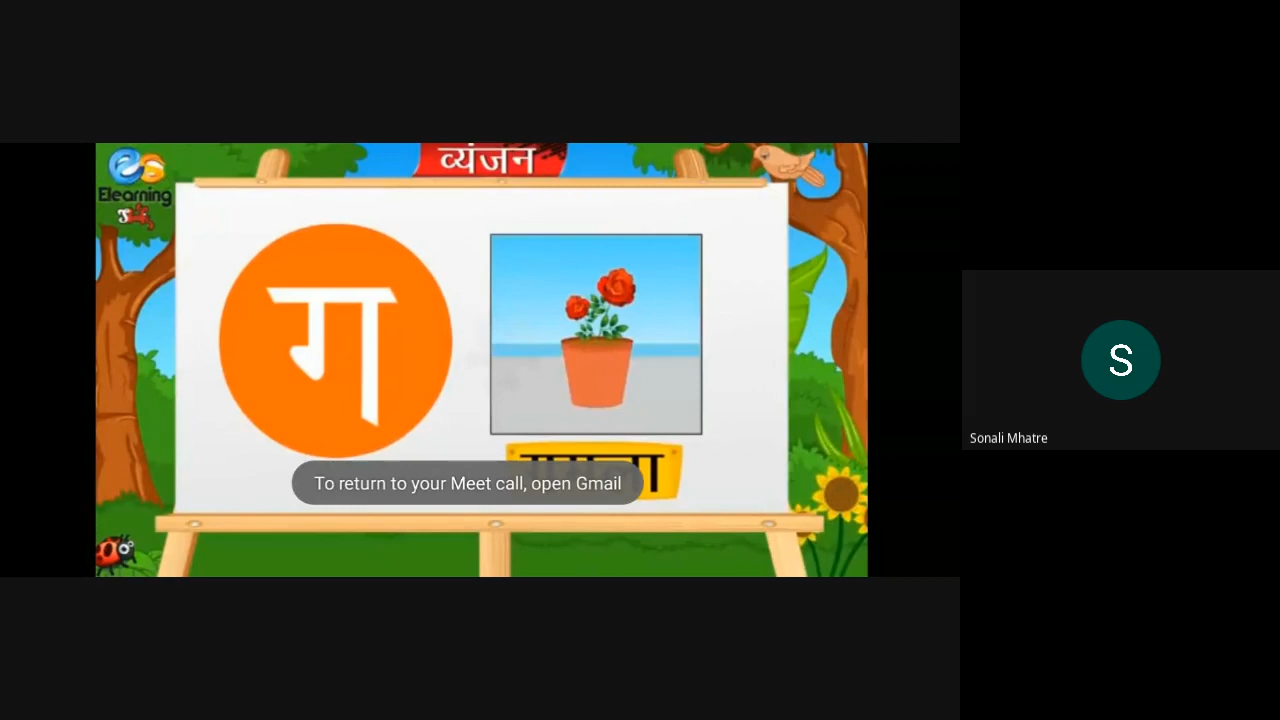 व्यंजन
Elearning
ग
To return to your Meet call, open Gmail
S
Sonali Mhatre